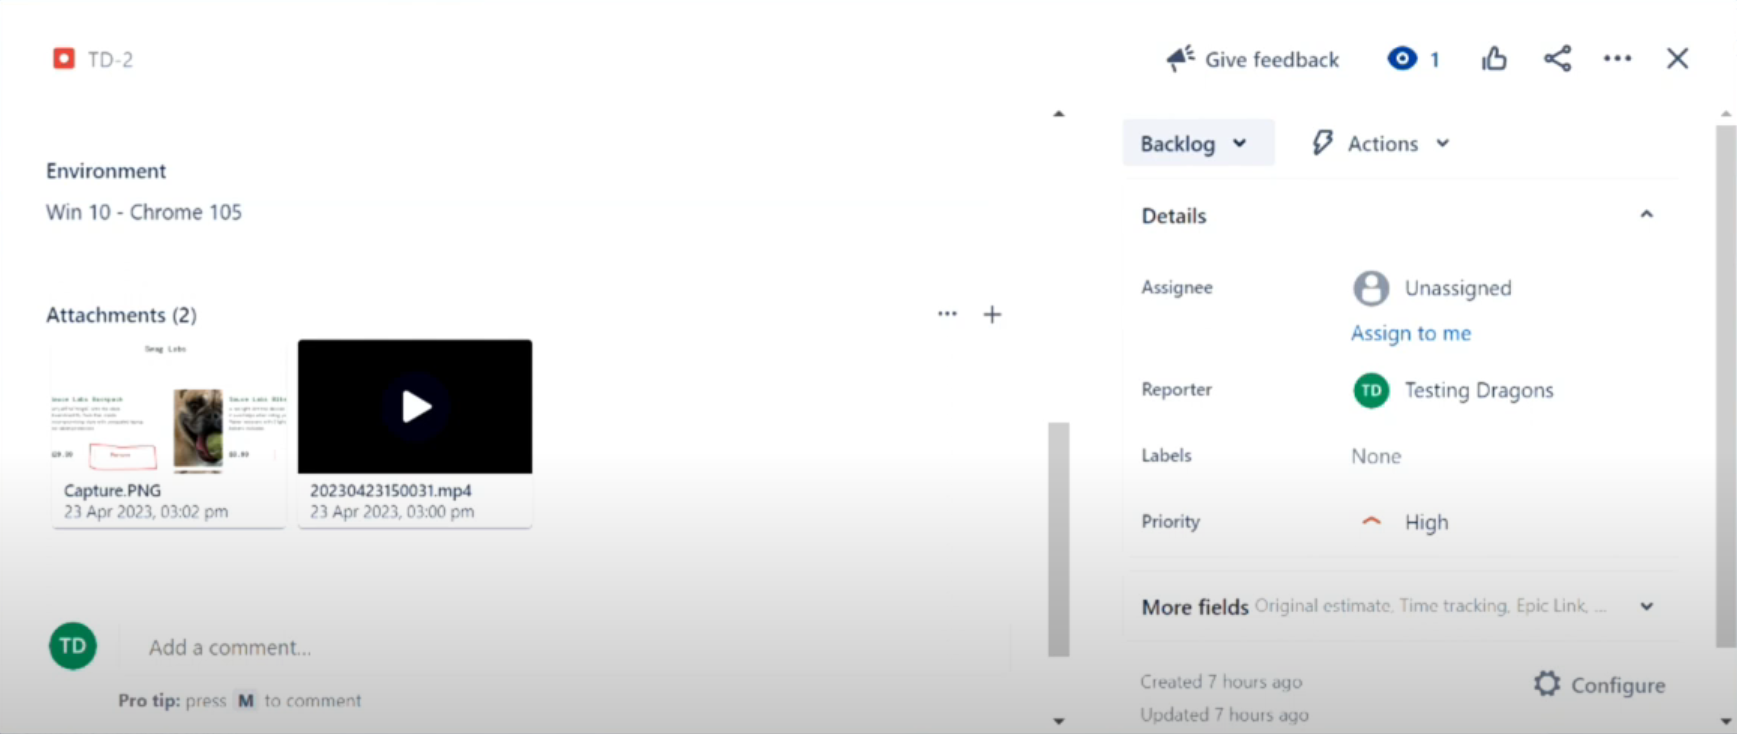 TD-2
Give feedback
1
Backlog
Actions
Environment
Win 10 - Chrome 105
Details
Assignee
Unassigned
Assign to me
Attachments (2)
Swag Labs
Reporter
TD
Testing Dragons
Labels
None
Capture.PNG
23 Apr 2023, 03:02 pm
20230423150031.mp4
23 Apr 2023, 03:00 pm
Priority
High
More fields Original estimate, Time tracking, Epic Link, ...
TD
Add a comment...
Pro tip: press M to comment
Created 7 hours ago
Updated 7 hours ago
Configure